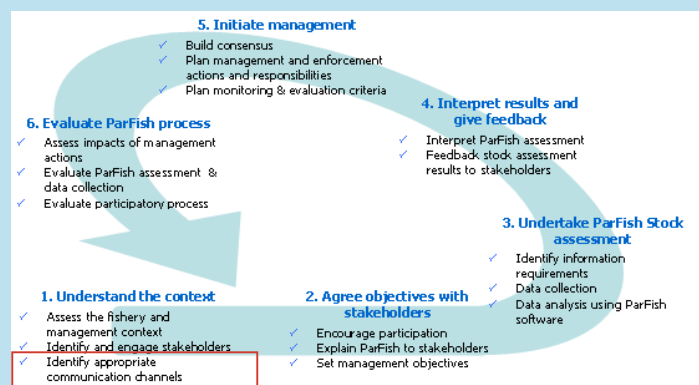 5. Initiate management
✓ Build consensus
✓ Plan management and enforcement
actions and responsibilities
✓ Plan monitoring & evaluation criteria
4. Interpret results and
give feedback
✓ Interpret ParFish assessment
✓ Feedback stock assessment
results to stakeholders
6. Evaluate ParFish process
✓ Assess impacts of management
actions
✓ Evaluate ParFish assessment &
data collection
✓ Evaluate participatory process
3. Undertake ParFish Stock
assessment
✓ Identify information
requirements
✓ Data collection
✓ Data analysis using ParFish
software
1. Understand the context
✓ Assess the fishery and
management context
✓ Identify and engage stakeholders
✓ Identify appropriate
communication channels
2. Agree objectives with
stakeholders
✓ Encourage participation
✓ Explain ParFish to stakeholders
✓ Set management objectives